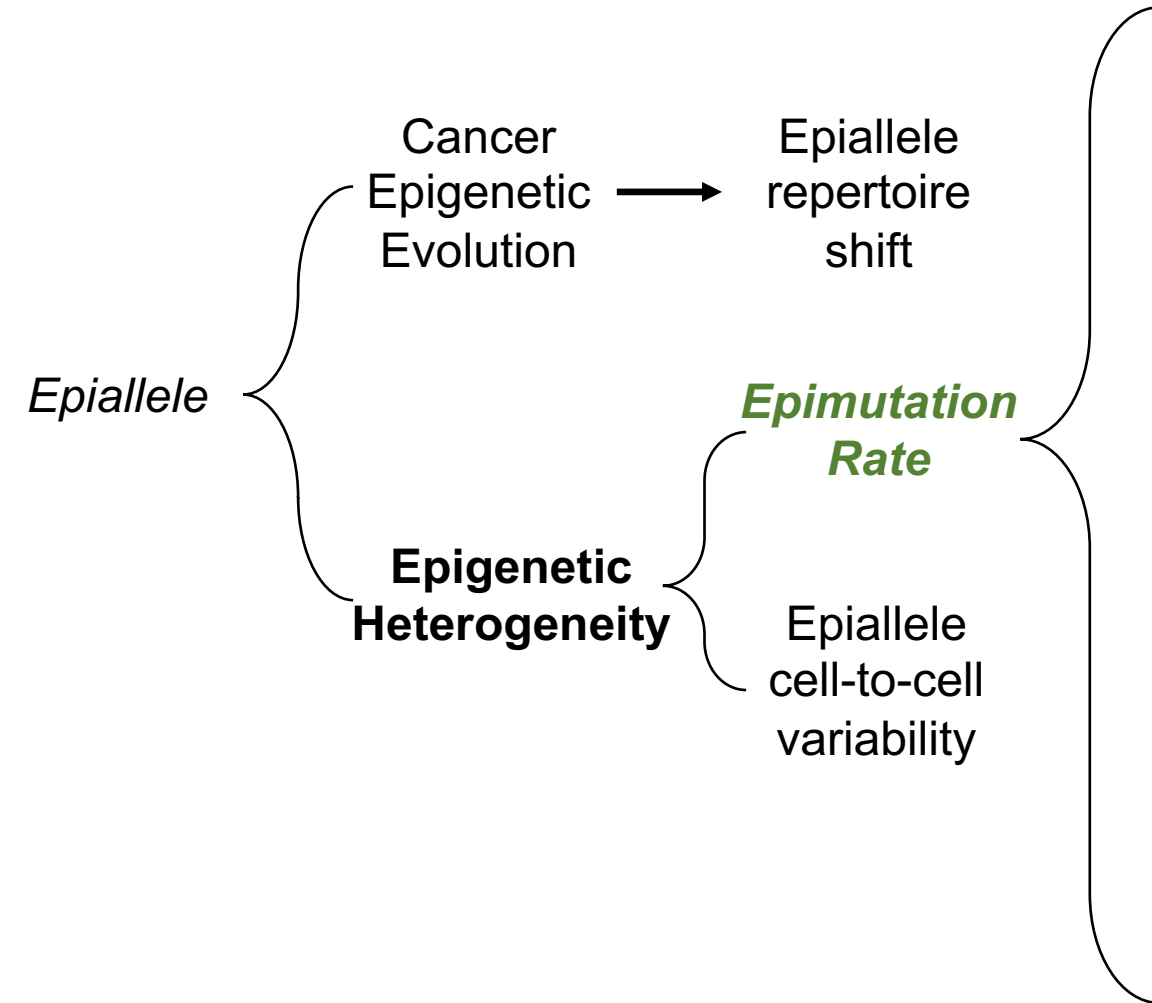 Epiallele
Cancer
Epigenetic
Evolution
Epiallele
repertoire
shift
Epigenetic
Heterogeneity
Epimutation
Rate
Epiallele
cell-to-cell
variability